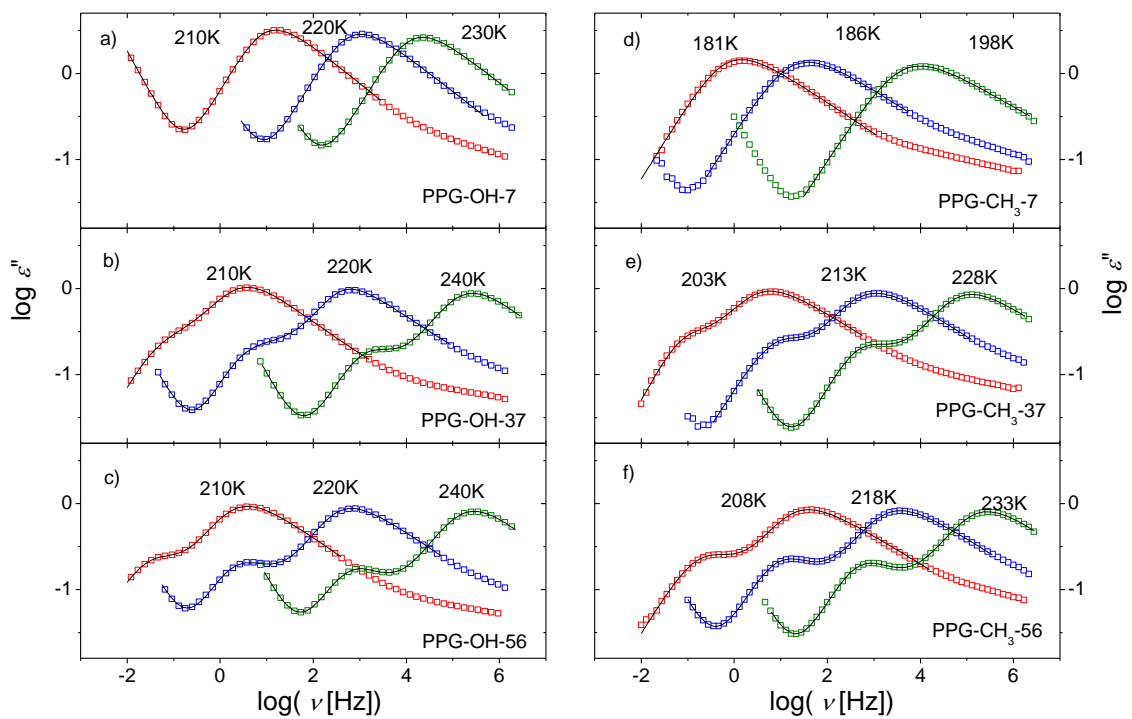 a)
210K
220K
230K
0
-1
PPG-OH-7
b)
210K
220K
240K
0
-1
PPG-OH-37
c)
210K
220K
240K
0
-1
PPG-OH-56
-2 0 2 4 6
log( ν [Hz])
log ε"
d)
181K
186K
198K
0
-1
PPG-CH₃-7
e)
203K
213K
228K
0
-1
PPG-CH₃-37
f)
208K
218K
233K
0
-1
PPG-CH₃-56
-2 0 2 4 6
log( ν [Hz])
log ε"